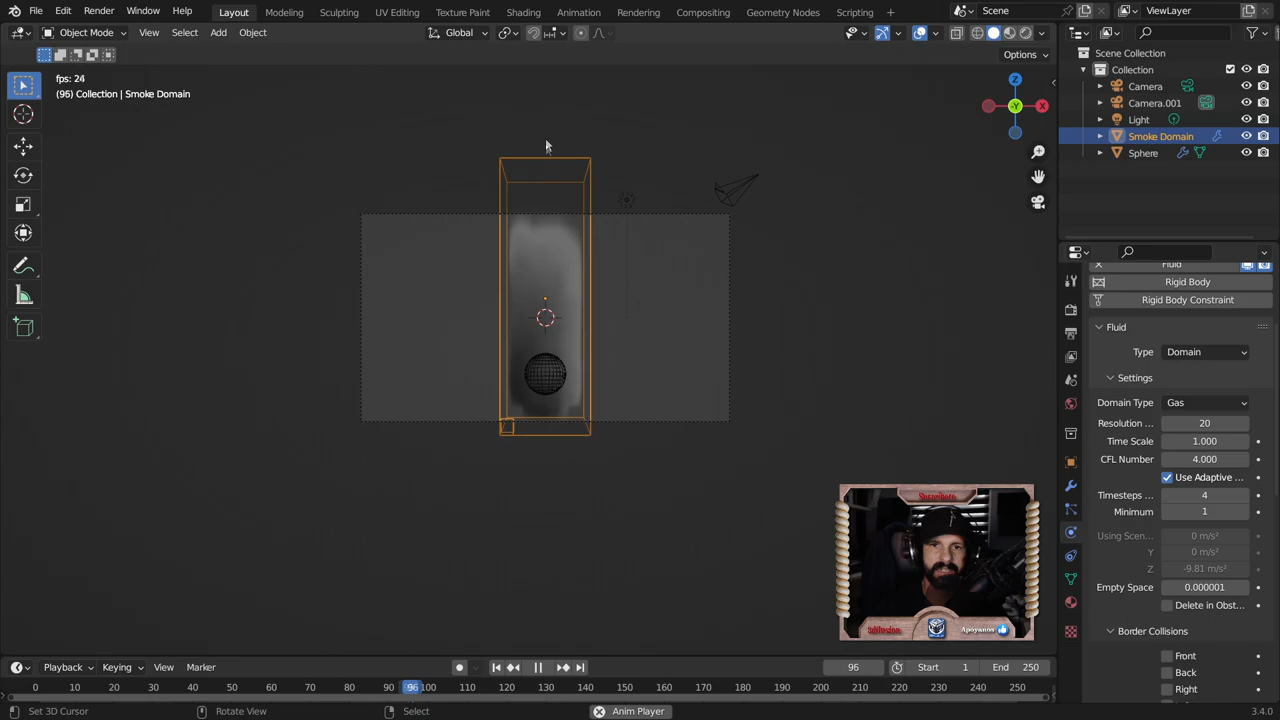 File Edit Render Window Help Layout Modeling Sculpting UV Editing Texture Paint Shading Animation Rendering Compositing Geometry Nodes Scripting + Scene ViewLayer
Object Mode View Select Add Object Global
Options
fps: 24
(96) Collection | Smoke Domain
Z
X
-Y
Scene Collection
Collection
Camera
Camera.001
Light
Smoke Domain
Sphere
Fluid
Rigid Body
Rigid Body Constraint
Fluid
Type Domain
Settings
Domain Type Gas
Resolution ... 20
Time Scale 1.000
CFL Number 4.000
Use Adaptive ...
Timesteps ... 4
Minimum 1
Using Scen... 0 m/s²
Y 0 m/s²
Z -9.81 m/s²
Empty Space 0.000001
Delete in Obst...
Border Collisions
Front
Back
Right
Suscribete
Apoyanos
Playback Keying View Marker 96 Start 1 End 250
0 10 20 30 40 50 60 70 80 90 96 100 110 120 130 140 150 160 170 180 190 200 210 220 230 240 250
Set 3D Cursor Rotate View Select Anim Player 3.4.0